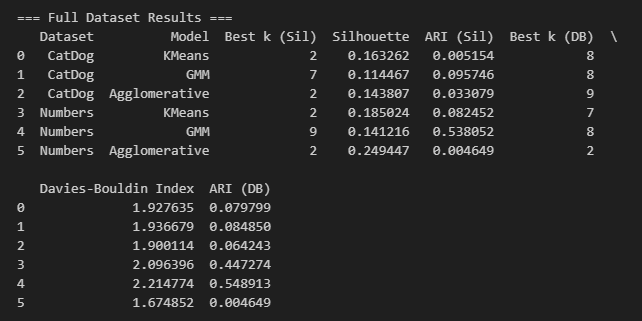 === Full Dataset Results ===
Dataset Model Best k (Sil) Silhouette ARI (Sil) Best k (DB) \
0 CatDog KMeans 2 0.163262 0.005154 8
1 CatDog GMM 7 0.114467 0.095746 8
2 CatDog Agglomerative 2 0.143807 0.033079 9
3 Numbers KMeans 2 0.185024 0.082452 7
4 Numbers GMM 9 0.141216 0.538052 8
5 Numbers Agglomerative 2 0.249447 0.004649 2
Davies-Bouldin Index ARI (DB)
0 1.927635 0.079799
1 1.936679 0.084850
2 1.900114 0.064243
3 2.096396 0.447274
4 2.214774 0.548913
5 1.674852 0.004649